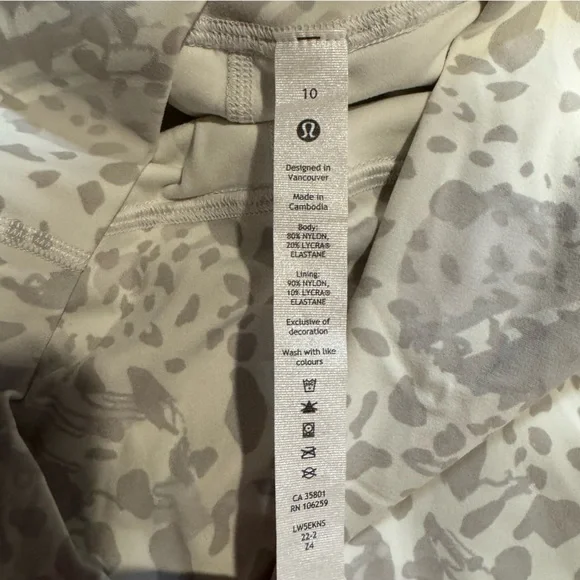 10
Designed in
Vancouver
Made in
Cambodia
Body:
80% NYLON,
20% LYCRA®
ELASTANE
Lining:
90% NYLON,
10% LYCRA®
ELASTANE
Exclusive of
decoration
Wash with like
colours
CA 35801
RN 106259
LW5EKNS
22-2
Z4